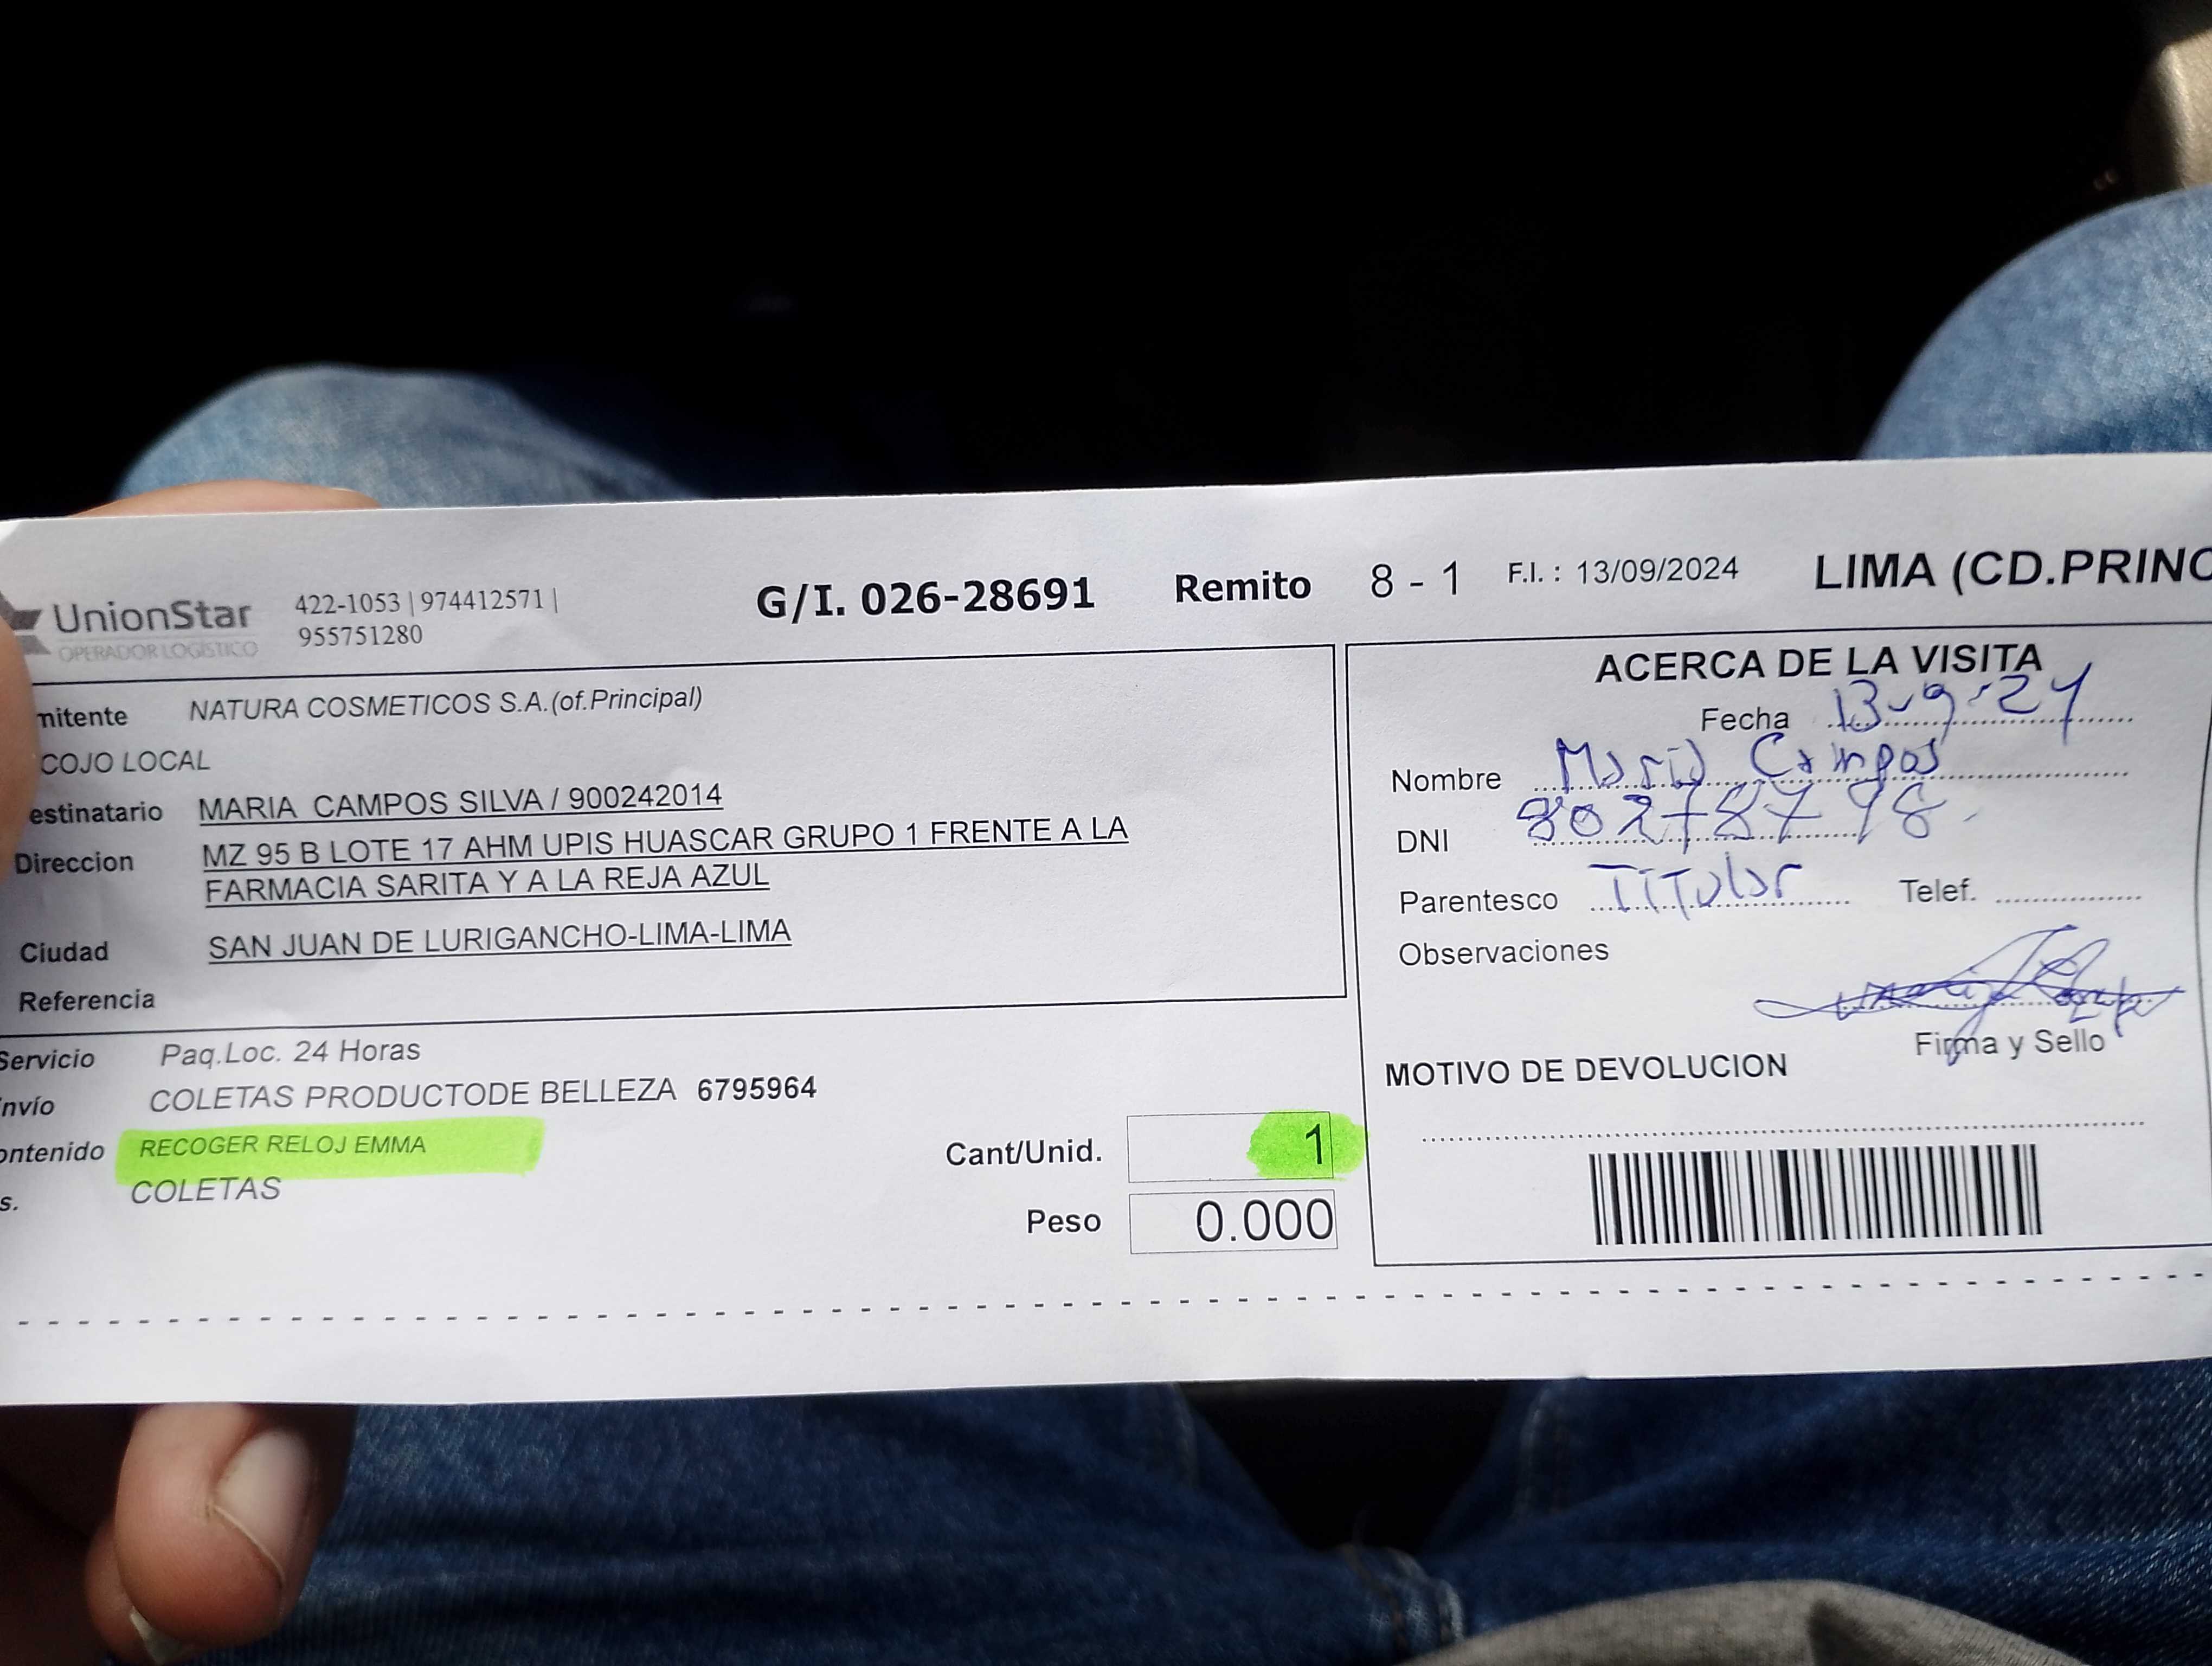 UnionStar
OPERADOR LOGÍSTICO
422-1053 | 974412571 |
955751280
G/I. 026-28691 Remito 8 - 1 F.I. : 13/09/2024 LIMA (CD.PRINC
mitente NATURA COSMETICOS S.A.(of.Principal)
COJO LOCAL
estinatario MARIA CAMPOS SILVA / 900242014
Direccion MZ 95 B LOTE 17 AHM UPIS HUASCAR GRUPO 1 FRENTE A LA
FARMACIA SARITA Y A LA REJA AZUL
Ciudad SAN JUAN DE LURIGANCHO-LIMA-LIMA
Referencia
Servicio Paq.Loc. 24 Horas
nvío COLETAS PRODUCTODE BELLEZA 6795964
ontenido RECOGER RELOJ EMMA
s. COLETAS
Cant/Unid. 1
Peso 0.000
ACERCA DE LA VISITA
Fecha 13-9-24
Nombre Maria Campos
DNI
Parentesco Titular Telef.
Observaciones
Firma y Sello
MOTIVO DE DEVOLUCION